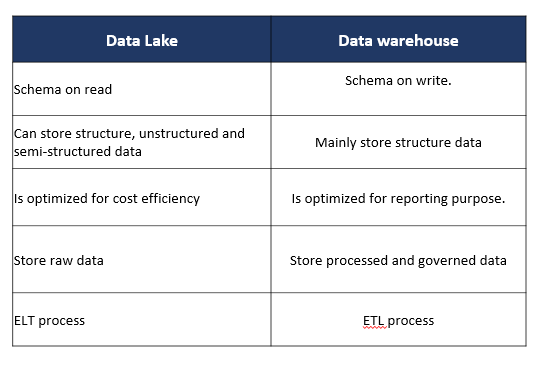 Data Lake
Data warehouse
Schema on read
Schema on write.
Can store structure, unstructured and
semi-structured data
Mainly store structure data
Is optimized for cost efficiency
Is optimized for reporting purpose.
Store raw data
Store processed and governed data
ELT process
ETL process